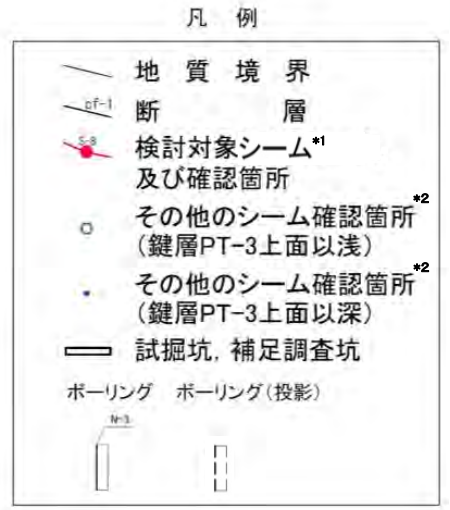 凡 例
地 質 境 界
pf-1 断 層
S-8 検討対象シーム*1
及び確認箇所
その他のシーム確認箇所*2
(鍵層PT-3上面以浅)
その他のシーム確認箇所*2
(鍵層PT-3上面以深)
試掘坑, 補足調査坑
ボーリング ボーリング(投影)
N-3